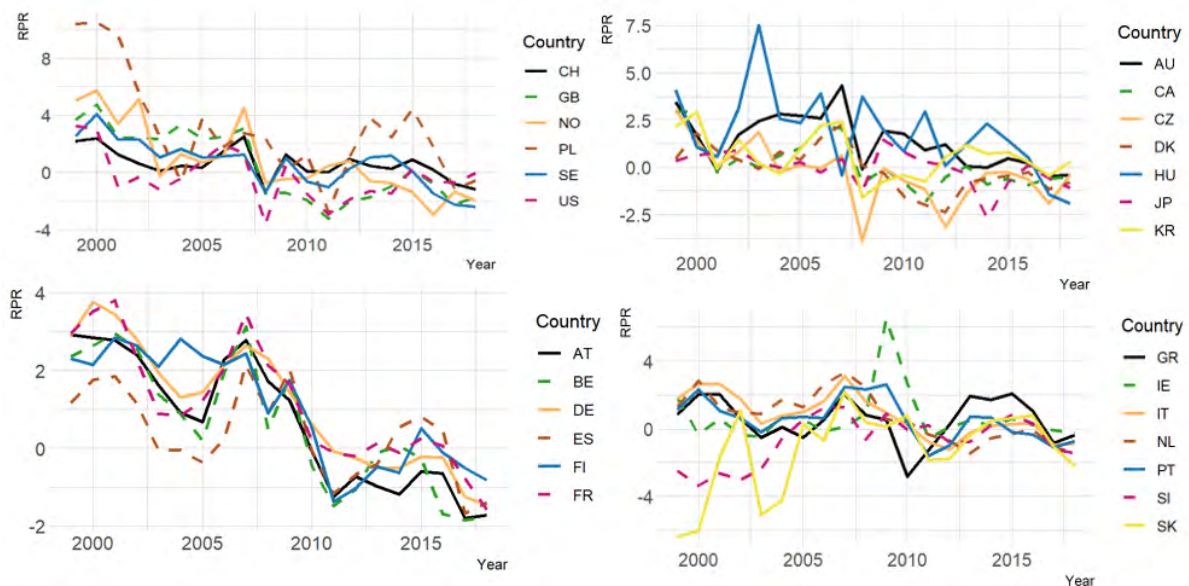 RPR
8
4
0
-4
2000 2005 2010 2015
Year
Country
CH
GB
NO
PL
SE
US
RPR
7.5
5.0
2.5
0.0
-2.5
2000 2005 2010 2015
Year
Country
AU
CA
CZ
DK
HU
JP
KR
RPR
4
2
0
-2
2000 2005 2010 2015
Year
Country
AT
BE
DE
ES
FI
FR
RPR
4
0
-4
2000 2005 2010 2015
Year
Country
GR
IE
IT
NL
PT
SI
SK